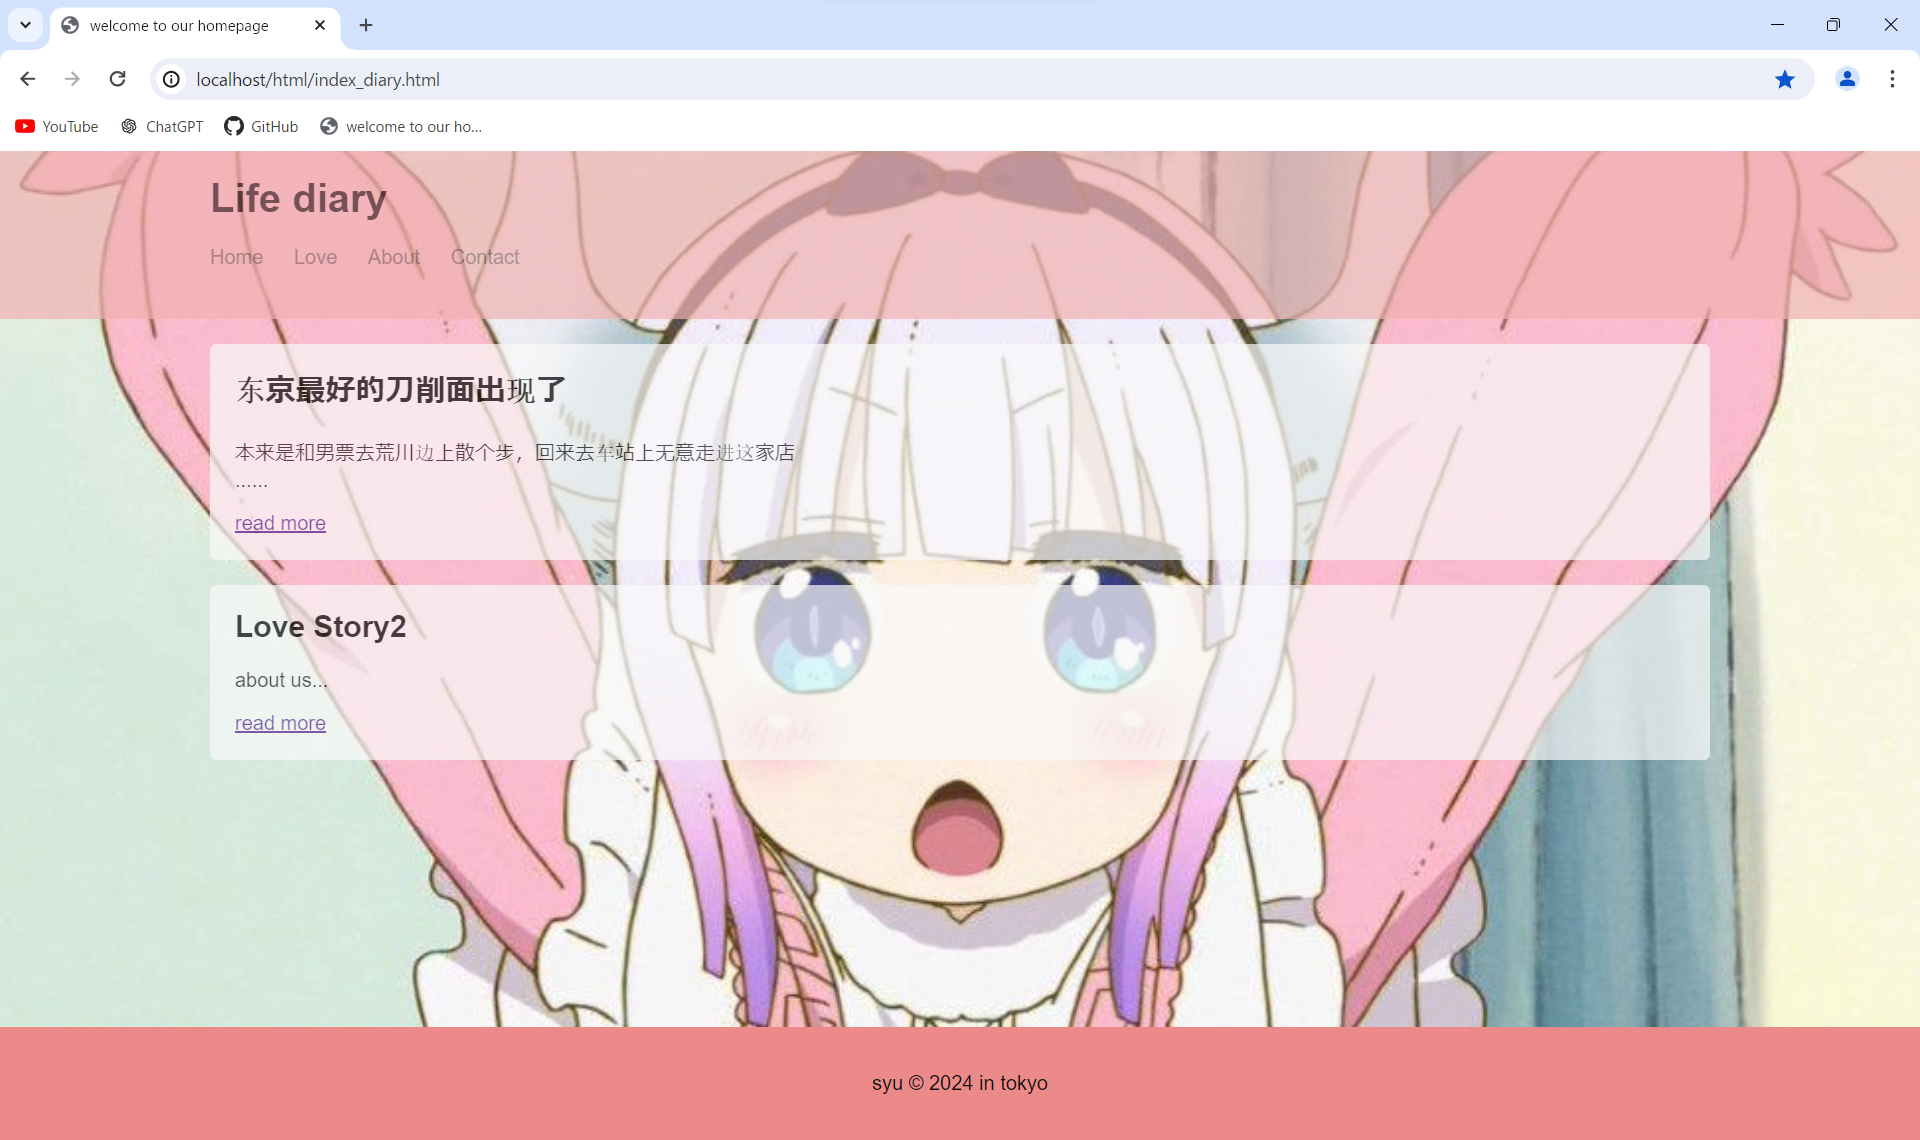 welcome to our homepage
localhost/html/index_diary.html
YouTube ChatGPT GitHub welcome to our ho...
Life diary
Home Love About Contact
东京最好的刀削面出现了
本来是和男票去荒川边上散个步，回来去车站上无意走进这家店
......
read more
Love Story2
about us...
read more
syu © 2024 in tokyo